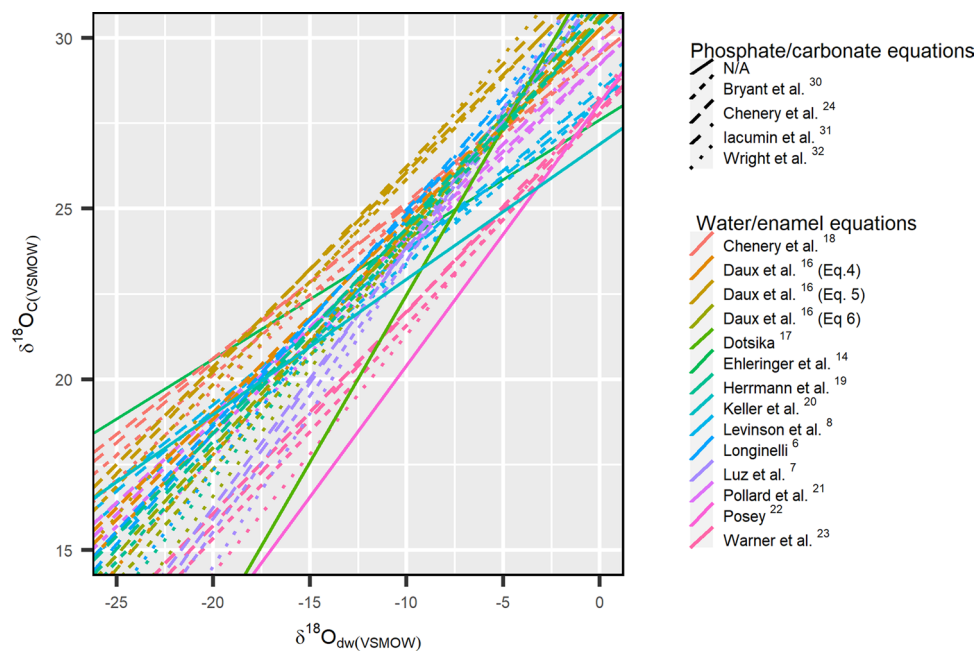 30
25
20
15
δ18OC(VSMOW)
-25 -20 -15 -10 -5 0
δ18Odw(VSMOW)
Phosphate/carbonate equations
N/A
Bryant et al. 30
Chenery et al. 24
Iacumin et al. 31
Wright et al. 32
Water/enamel equations
Chenery et al. 18
Daux et al. 16 (Eq.4)
Daux et al. 16 (Eq. 5)
Daux et al. 16 (Eq 6)
Dotsika 17
Ehleringer et al. 14
Herrmann et al. 19
Keller et al. 20
Levinson et al. 8
Longinelli 6
Luz et al. 7
Pollard et al. 21
Posey 22
Warner et al. 23